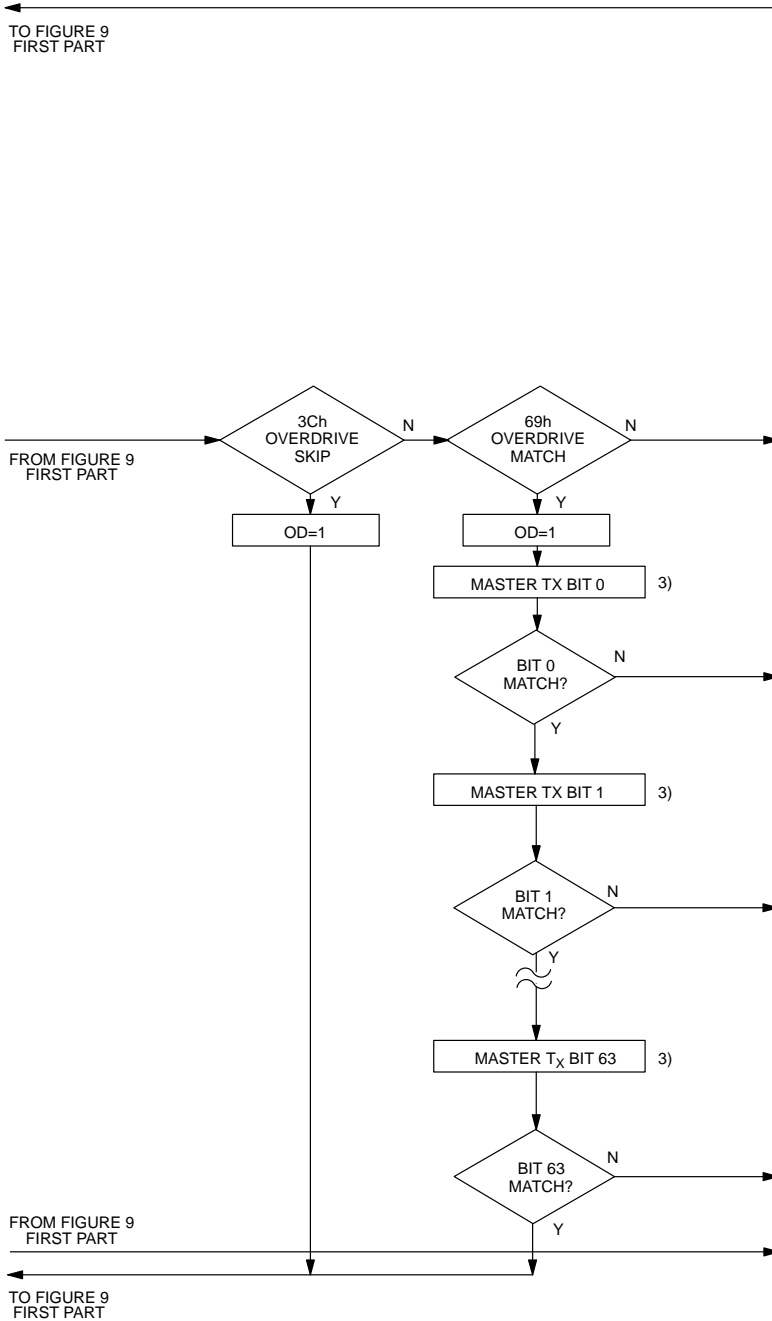 TO FIGURE 9
FIRST PART
3Ch
OVERDRIVE
SKIP
N
69h
OVERDRIVE
MATCH
N
FROM FIGURE 9
FIRST PART
Y
Y
OD=1
OD=1
MASTER TX BIT 0
3)
BIT 0
MATCH?
N
Y
MASTER TX BIT 1
3)
BIT 1
MATCH?
N
Y
MASTER TX BIT 63
3)
BIT 63
MATCH?
N
Y
FROM FIGURE 9
FIRST PART
TO FIGURE 9
FIRST PART